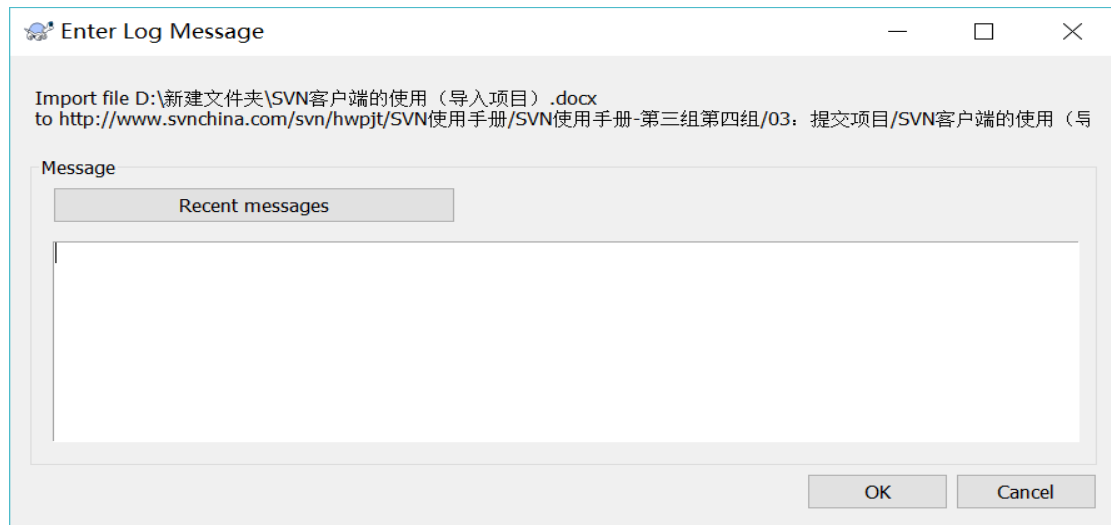 Enter Log Message
Import file D:\新建文件夹\SVN客户端的使用（导入项目）.docx
to http://www.svnchina.com/svn/hwpjt/SVN使用手册/SVN使用手册-第三组第四组/03：提交项目/SVN客户端的使用（导
Message
Recent messages
OK
Cancel